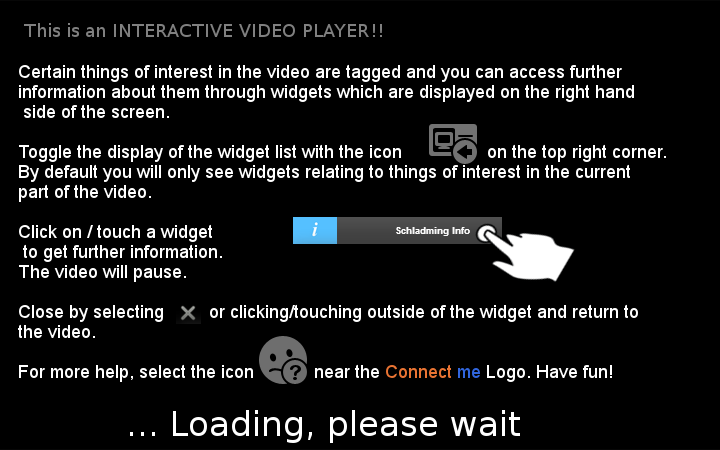 This is an INTERACTIVE VIDEO PLAYER!!
Certain things of interest in the video are tagged and you can access further
information about them through widgets which are displayed on the right hand
side of the screen.
Toggle the display of the widget list with the icon on the top right corner.
By default you will only see widgets relating to things of interest in the current
part of the video.
Click on / touch a widget
to get further information.
The video will pause.
i Schladming Info
Close by selecting or clicking/touching outside of the widget and return to
the video.
For more help, select the icon ? near the Connect me Logo. Have fun!
... Loading, please wait